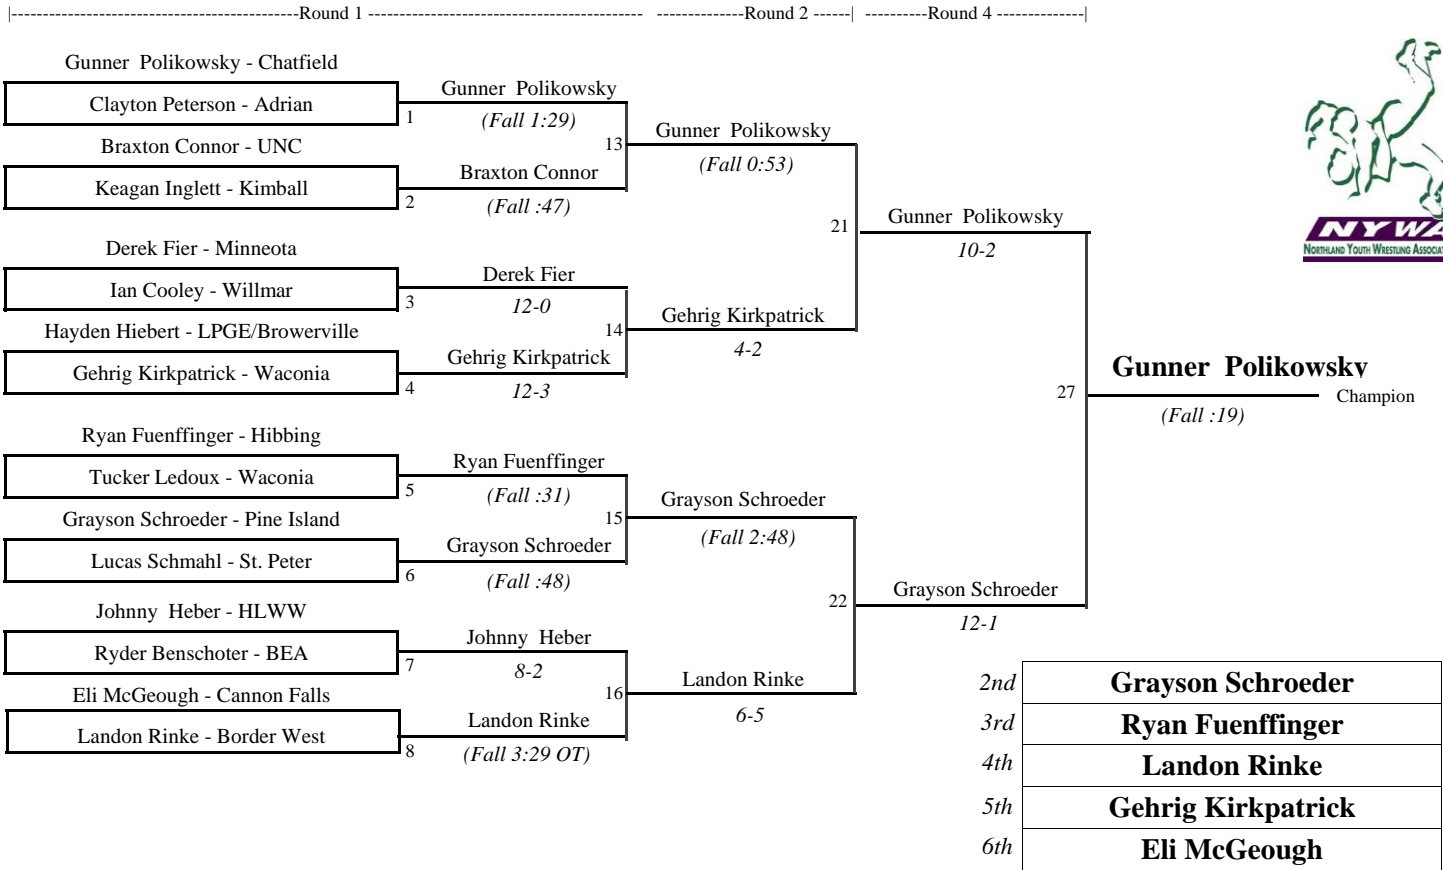 |----------------------------------------------Round 1 --------------------------------------------   --------------Round 2 ------|   ----------Round 4 --------------|
Gunner  Polikowsky - Chatfield
Clayton Peterson - Adrian
1
Braxton Connor - UNC
Keagan Inglett - Kimball
2
Derek Fier - Minneota
Ian Cooley - Willmar
3
Hayden Hiebert - LPGE/Browerville
Gehrig Kirkpatrick - Waconia
4
Ryan Fuenffinger - Hibbing
Tucker Ledoux - Waconia
5
Grayson Schroeder - Pine Island
Lucas Schmahl - St. Peter
6
Johnny  Heber - HLWW
Ryder Benschoter - BEA
7
Eli McGeough - Cannon Falls
Landon Rinke - Border West
8
Gunner  Polikowsky
(Fall 1:29)
13
Braxton Connor
(Fall :47)
Derek Fier
12-0
14
Gehrig Kirkpatrick
12-3
Ryan Fuenffinger
(Fall :31)
15
Grayson Schroeder
(Fall :48)
Johnny  Heber
8-2
16
Landon Rinke
(Fall 3:29 OT)
Gunner  Polikowsky
(Fall 0:53)
21
Gehrig Kirkpatrick
4-2
Grayson Schroeder
(Fall 2:48)
22
Landon Rinke
6-5
Gunner  Polikowsky
10-2
27
Grayson Schroeder
12-1
Gunner  Polikowsky
Champion
(Fall :19)
NYWA
NORTHLAND YOUTH WRESTLING
2nd Grayson Schroeder
3rd Ryan Fuenffinger
4th Landon Rinke
5th Gehrig Kirkpatrick
6th Eli McGeough